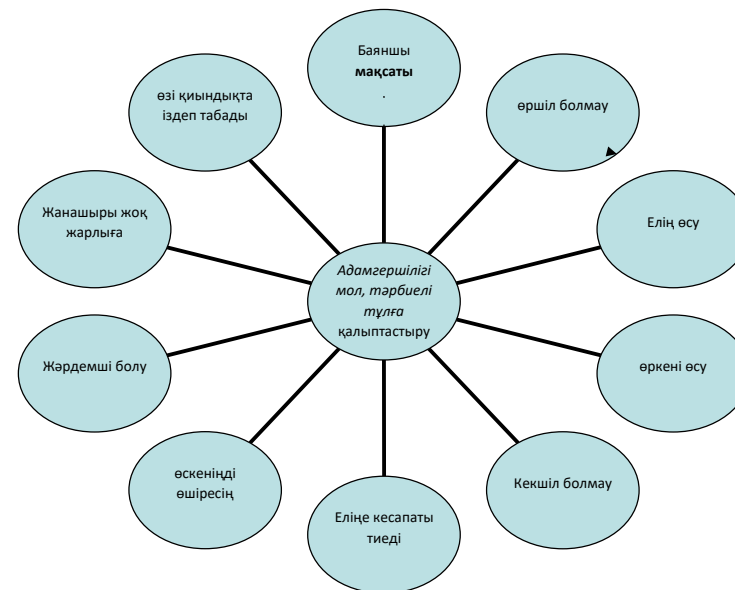 Баяншы
мақсаты
.
өршіл болмау
Елің өсу
өркені өсу
Кекшіл болмау
Еліңе кесапаты
тиеді
өскеніңді
өшіресің
Жәрдемші болу
Жанашыры жоқ
жарлыға
өзі қиындықта
іздеп табады
Адамгершілігі
мол, тәрбиелі
тұлға
қалыптастыру